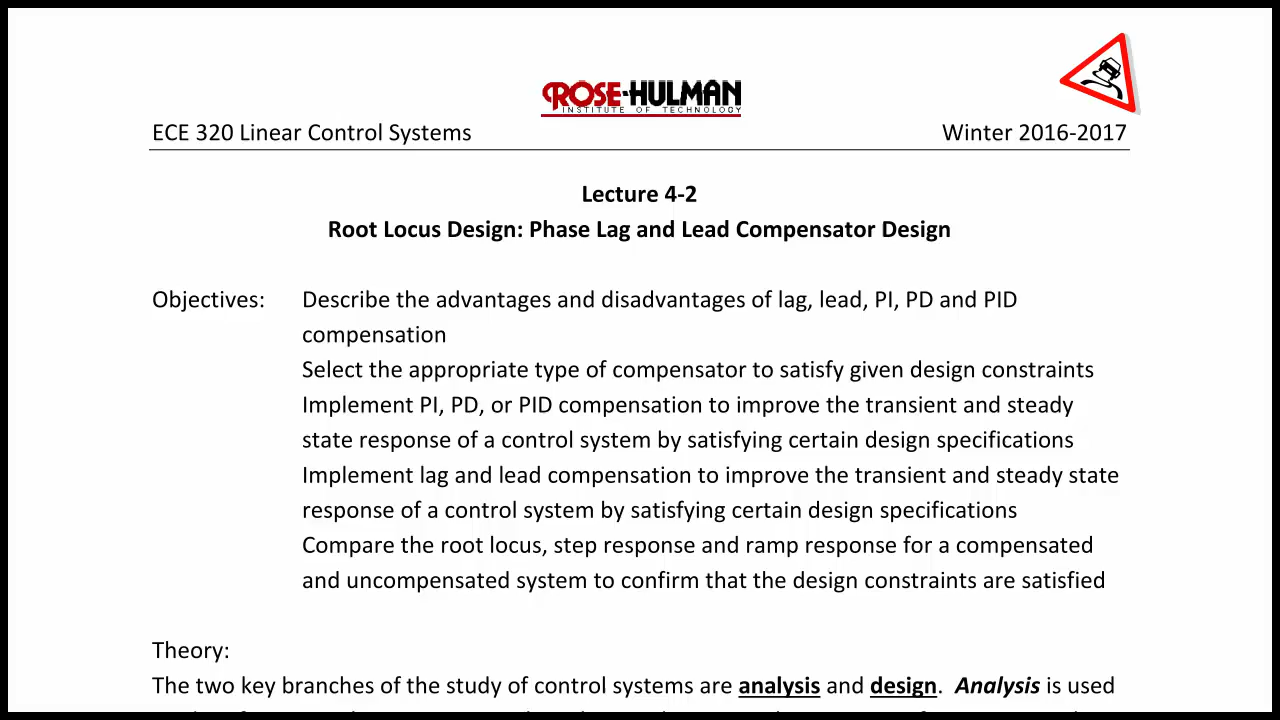 ROSE-HULMAN
INSTITUTE OF TECHNOLOGY
ECE 320 Linear Control Systems Winter 2016-2017
Lecture 4-2
Root Locus Design: Phase Lag and Lead Compensator Design
Objectives: Describe the advantages and disadvantages of lag, lead, PI, PD and PID
compensation
Select the appropriate type of compensator to satisfy given design constraints
Implement PI, PD, or PID compensation to improve the transient and steady
state response of a control system by satisfying certain design specifications
Implement lag and lead compensation to improve the transient and steady state
response of a control system by satisfying certain design specifications
Compare the root locus, step response and ramp response for a compensated
and uncompensated system to confirm that the design constraints are satisfied
Theory:
The two key branches of the study of control systems are analysis and design. Analysis is used